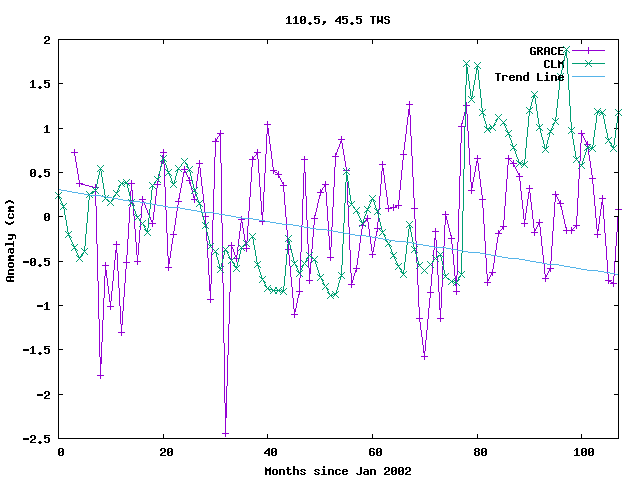 110.5, 45.5 TWS
GRACE
CLM
Trend Line
2
1.5
1
0.5
0
-0.5
-1
-1.5
-2
-2.5
Anomaly (cm)
0 20 40 60 80 100
Months since Jan 2002